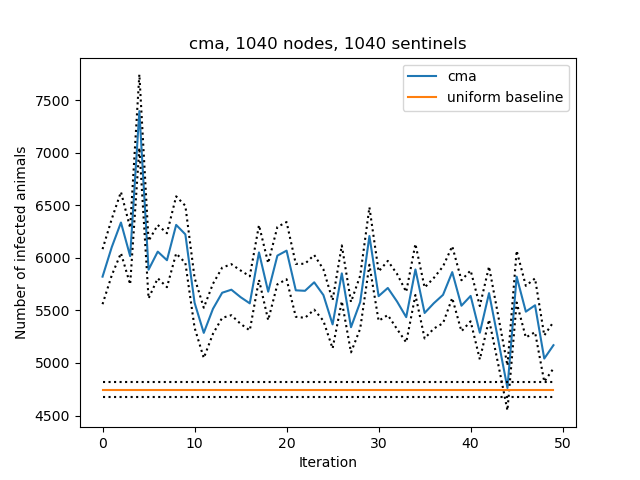 cma, 1040 nodes, 1040 sentinels
cma
uniform baseline
Number of infected animals
7500
7000
6500
6000
5500
5000
4500
0
10
20
30
40
50
Iteration